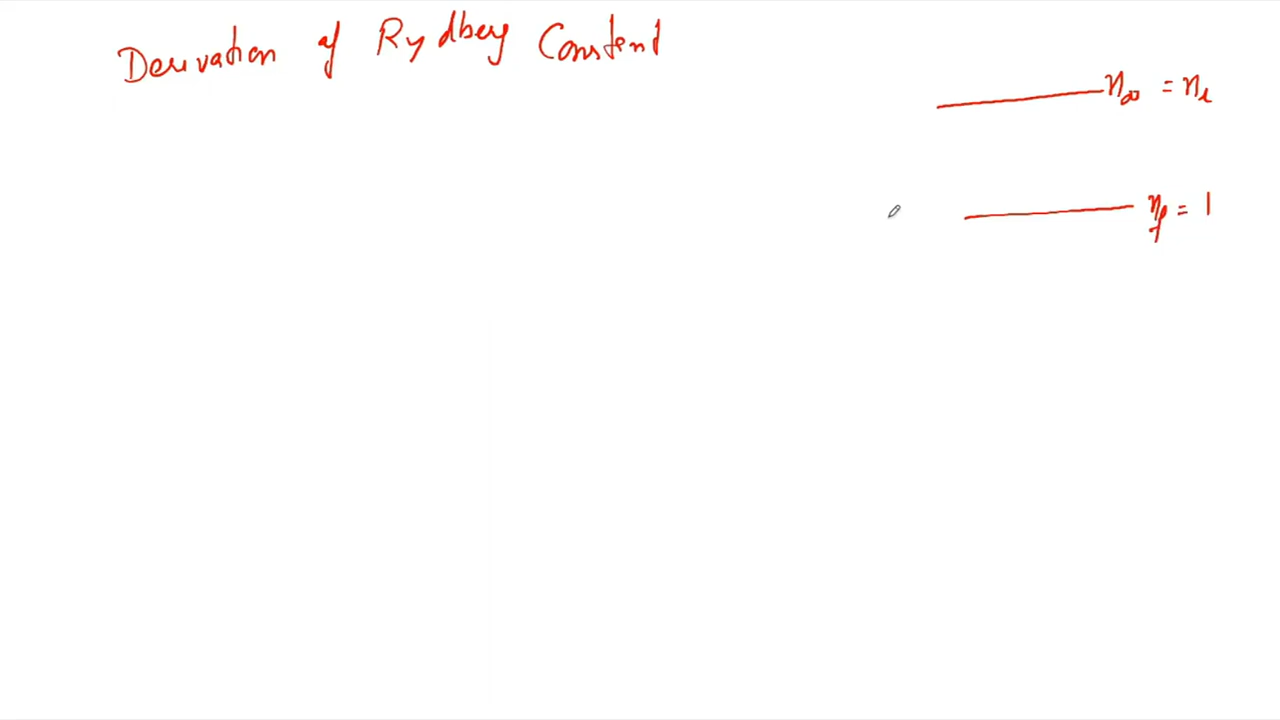 Derivation of Rydberg Constant
n∞ = ni
nf = 1